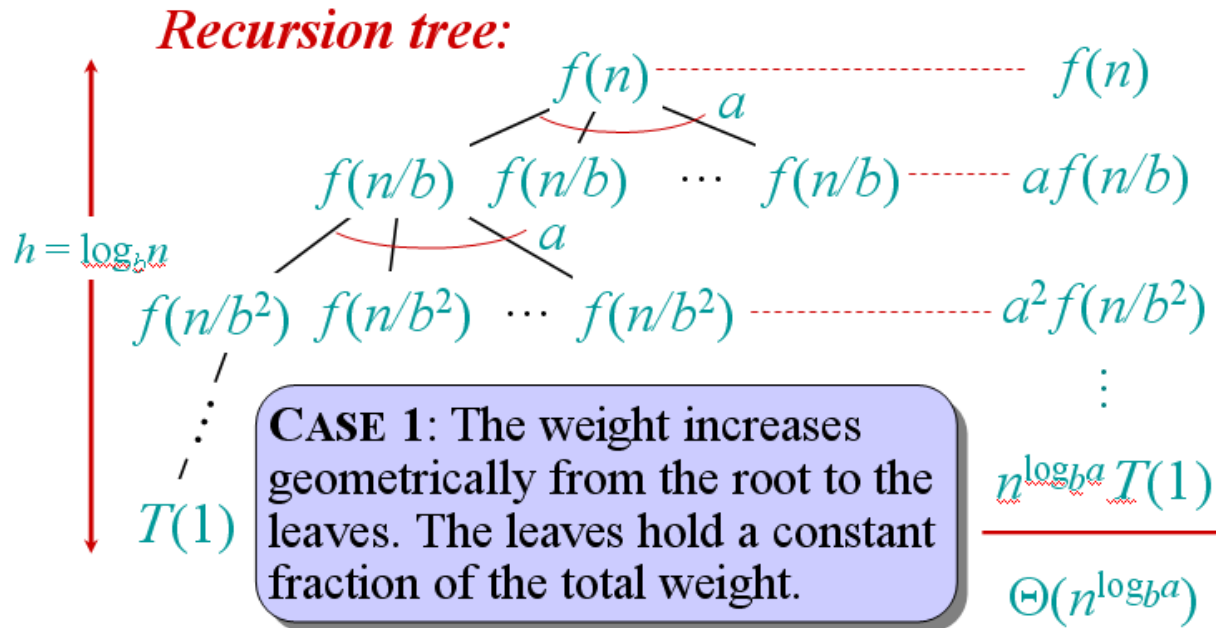 Recursion tree:
f(n) f(n)
a
f(n/b) f(n/b) ... f(n/b) af(n/b)
h = log_b n
a
f(n/b²) f(n/b²) ... f(n/b²) a² f(n/b²)
⋮
CASE 1: The weight increases
geometrically from the root to the
leaves. The leaves hold a constant
fraction of the total weight.
T(1)
n^{log_b a} T(1)
Θ(n^{log_b a})